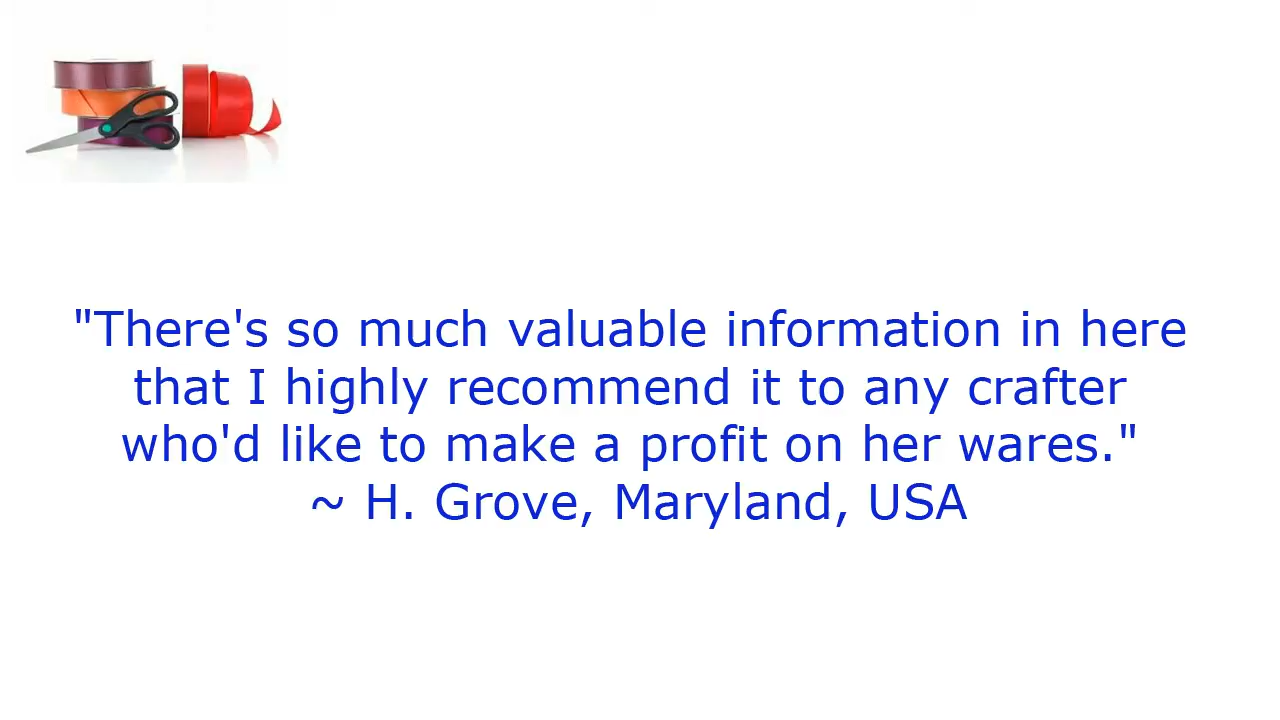 "There's so much valuable information in here
that I highly recommend it to any crafter
who'd like to make a profit on her wares."
~ H. Grove, Maryland, USA